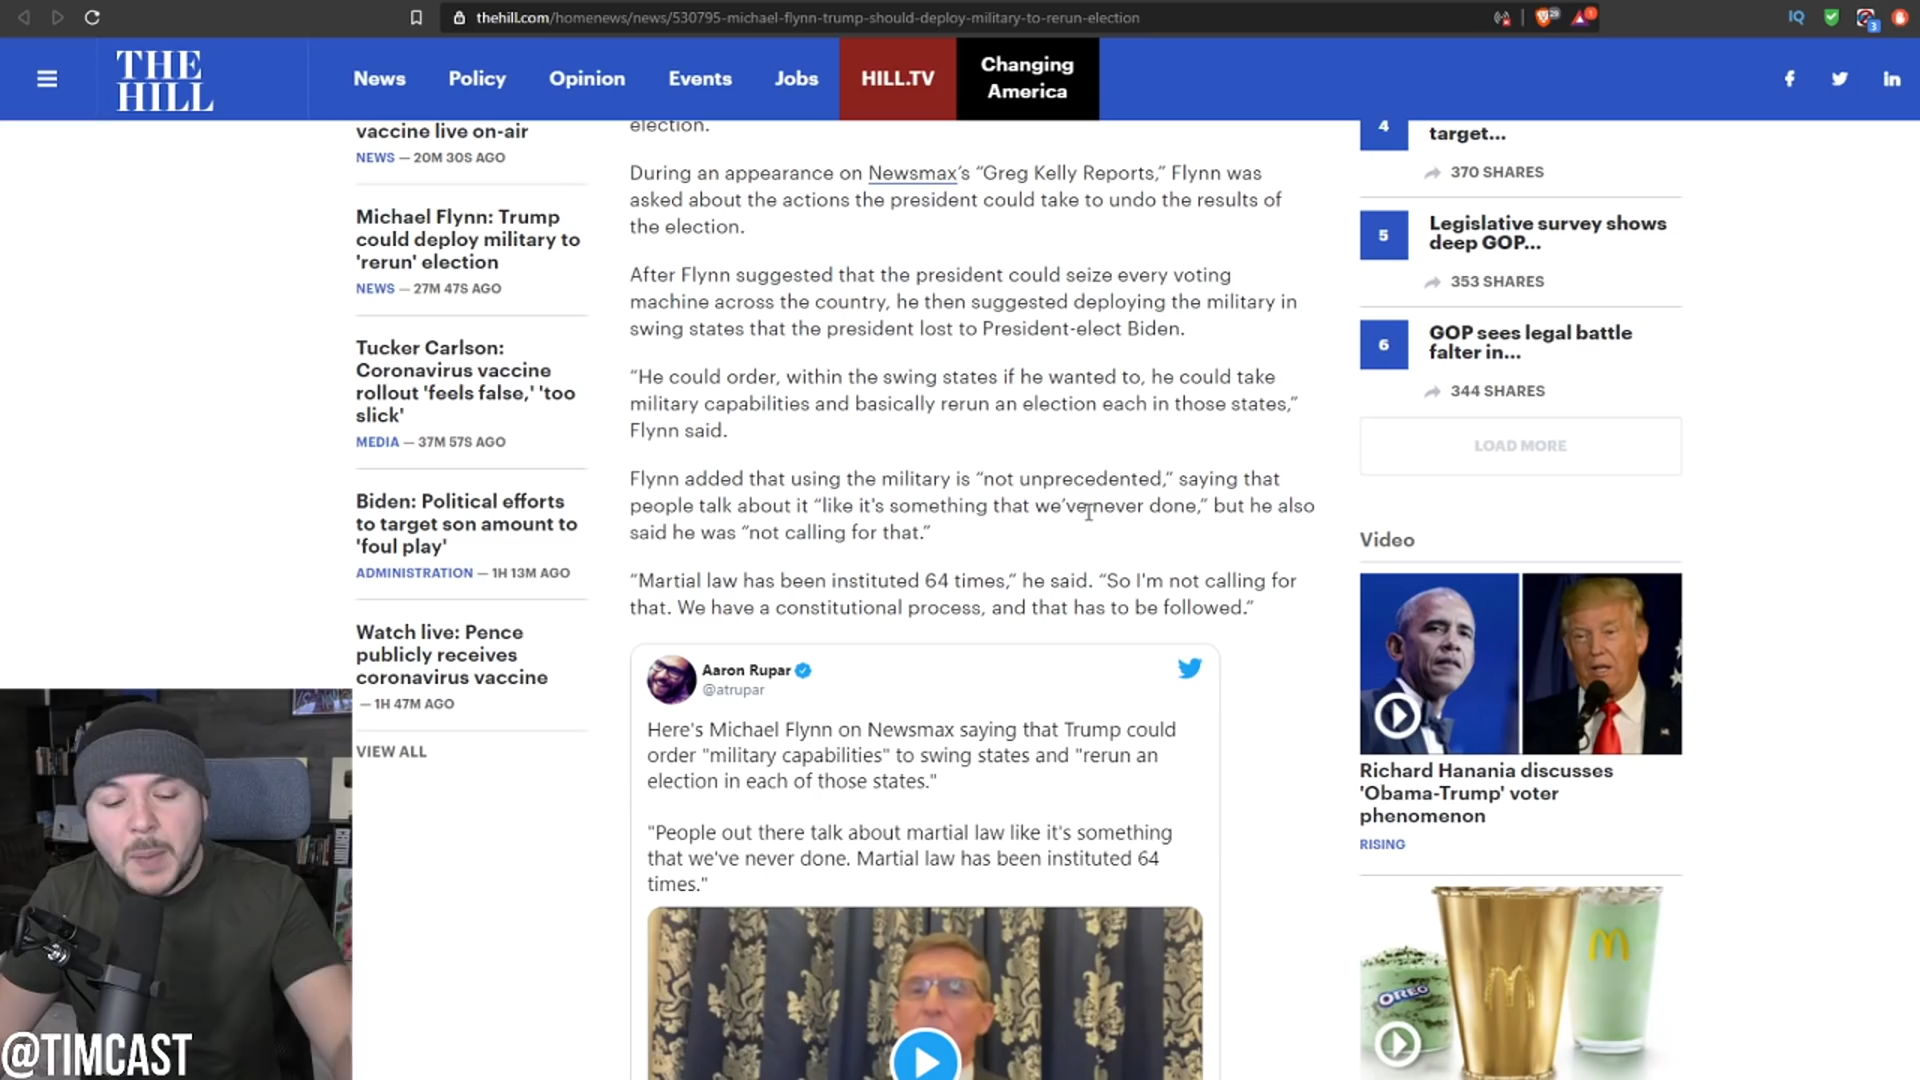 thehill.com/homenews/news/530795-michael-flynn-trump-should-deploy-military-to-rerun-election
IQ
3
THE
HILL
News
Policy
Opinion
Events
Jobs
HILL.TV
Changing
America
vaccine live on-air
NEWS — 20M 30S AGO
Michael Flynn: Trump
could deploy military to
'rerun' election
NEWS — 27M 47S AGO
Tucker Carlson:
Coronavirus vaccine
rollout 'feels false,' 'too
slick'
MEDIA — 37M 57S AGO
Biden: Political efforts
to target son amount to
'foul play'
ADMINISTRATION — 1H 13M AGO
Watch live: Pence
publicly receives
coronavirus vaccine
— 1H 47M AGO
VIEW ALL
election.
During an appearance on Newsmax’s “Greg Kelly Reports,” Flynn was
asked about the actions the president could take to undo the results of
the election.
After Flynn suggested that the president could seize every voting
machine across the country, he then suggested deploying the military in
swing states that the president lost to President-elect Biden.
“He could order, within the swing states if he wanted to, he could take
military capabilities and basically rerun an election each in those states,”
Flynn said.
Flynn added that using the military is “not unprecedented,” saying that
people talk about it “like it's something that we’ve never done,” but he also
said he was “not calling for that.”
“Martial law has been instituted 64 times,” he said. “So I'm not calling for
that. We have a constitutional process, and that has to be followed.”
Aaron Rupar
@atrupar
Here's Michael Flynn on Newsmax saying that Trump could
order "military capabilities" to swing states and "rerun an
election in each of those states."
"People out there talk about martial law like it's something
that we've never done. Martial law has been instituted 64
times."
4
target...
370 SHARES
5
Legislative survey shows
deep GOP...
353 SHARES
6
GOP sees legal battle
falter in...
344 SHARES
LOAD MORE
Video
Richard Hanania discusses
'Obama-Trump' voter
phenomenon
RISING
OREO
@TIMCAST